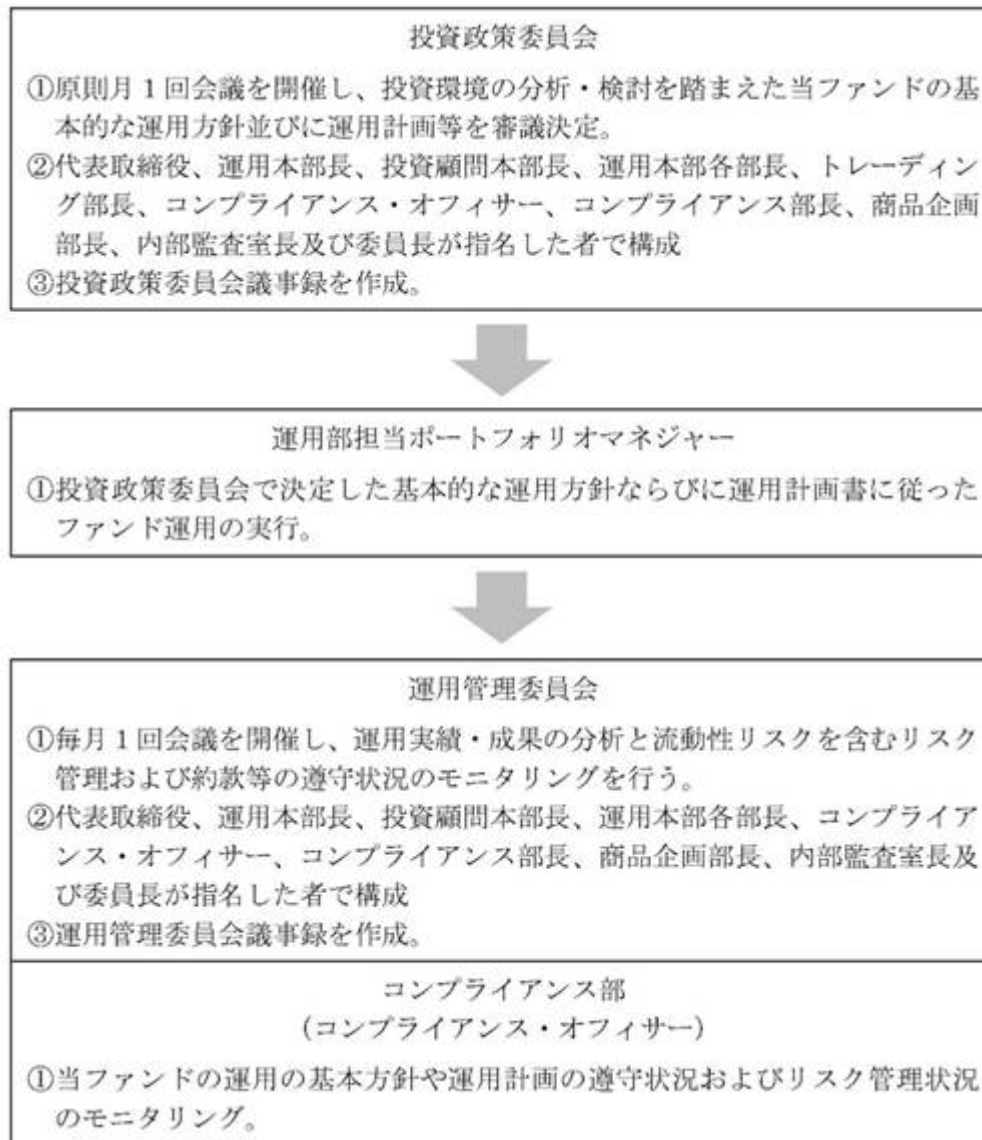 投資政策委員会
①原則月1回会議を開催し、投資環境の分析・検討を踏まえた当ファンドの基
本的な運用方針並びに運用計画等を審議決定。
②代表取締役、運用本部長、投資顧問本部長、運用本部各部長、トレーディン
グ部長、コンプライアンス・オフィサー、コンプライアンス部長、商品企画
部長、内部監査室長及び委員長が指名した者で構成
③投資政策委員会議事録を作成。
運用部担当ポートフォリオマネジャー
①投資政策委員会で決定した基本的な運用方針ならびに運用計画書に従った
ファンド運用の実行。
運用管理委員会
①毎月1回会議を開催し、運用実績・成果の分析と流動性リスクを含むリスク
管理および約款等の遵守状況のモニタリングを行う。
②代表取締役、運用本部長、投資顧問本部長、運用本部各部長、コンプライア
ンス・オフィサー、コンプライアンス部長、商品企画部長、内部監査室長及
び委員長が指名した者で構成
③運用管理委員会議事録を作成。
コンプライアンス部
(コンプライアンス・オフィサー)
①当ファンドの運用の基本方針や運用計画の遵守状況およびリスク管理状況
のモニタリング。